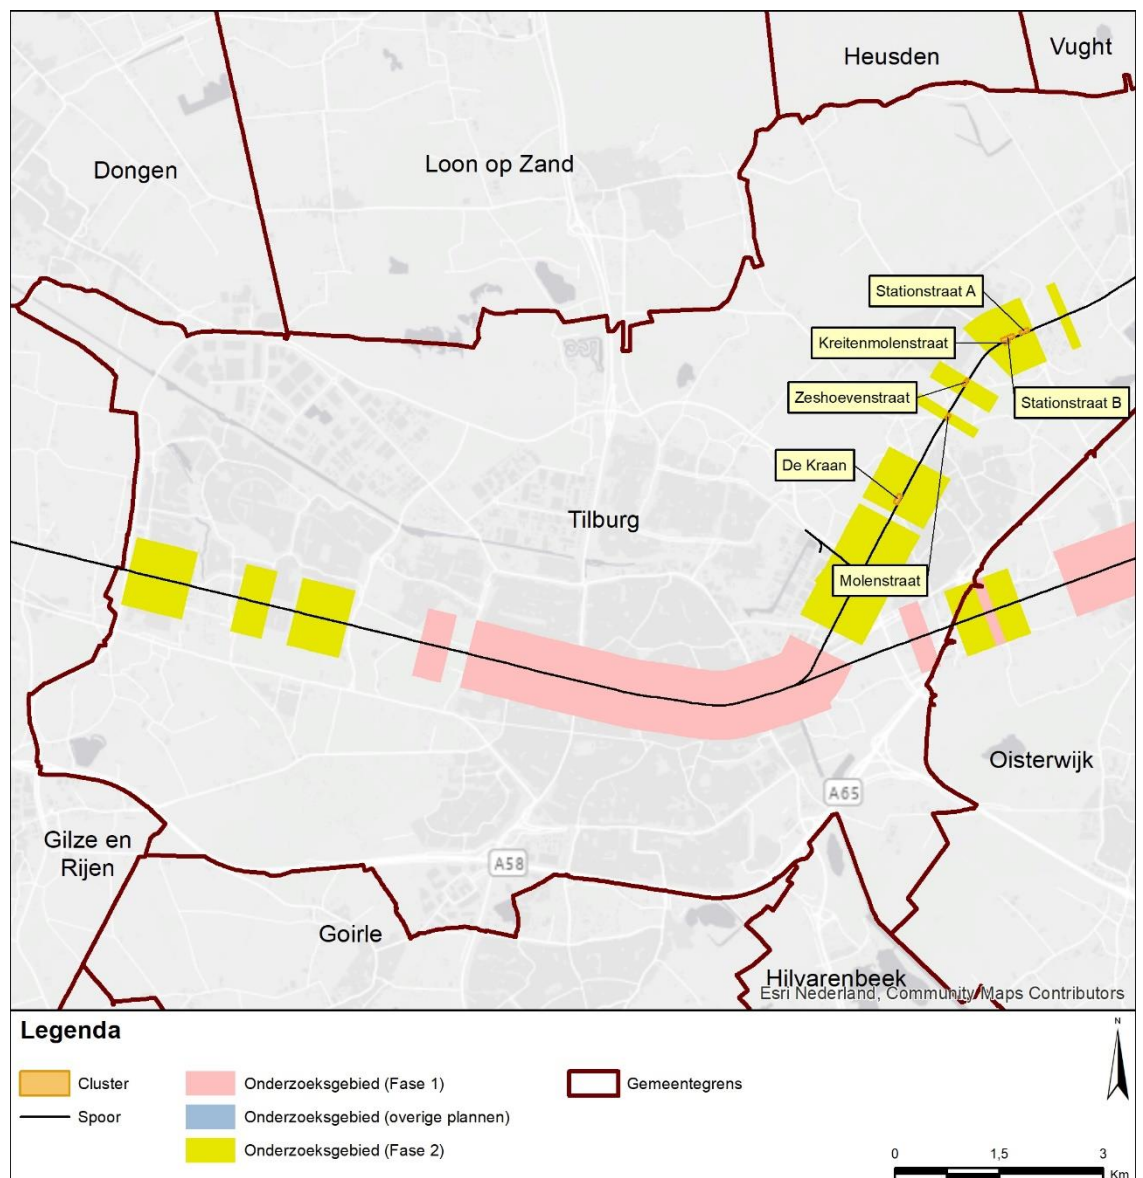 Heusden
Vught
Dongen
Loon op Zand
Stationstraat A
Kreitenmolenstraat
Zeshoevenstraat
Stationstraat B
De Kraan
Tilburg
Molenstraat
Oisterwijk
A65
Gilze en
Rijen
A58
Goirle
Hilvarenbeek
Esri Nederland, Community Maps Contributors
Legenda
N
Cluster
Onderzoeksgebied (Fase 1)
Gemeentegrens
Spoor
Onderzoeksgebied (overige plannen)
Onderzoeksgebied (Fase 2)
0 1,5 3
Km